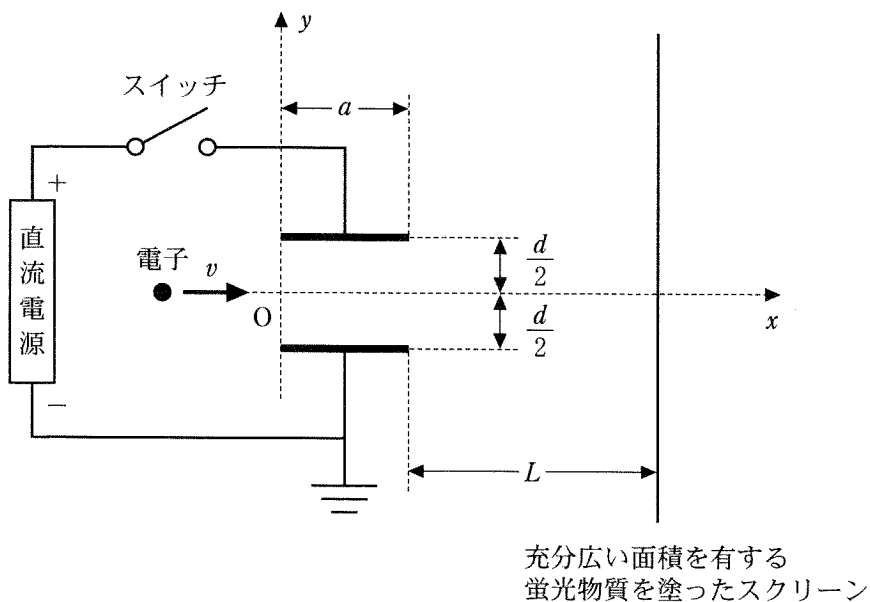 y
スイッチ
a
+
直流電源
電子
v
d/2
O
x
d/2
−
L
充分広い面積を有する
蛍光物質を塗ったスクリーン